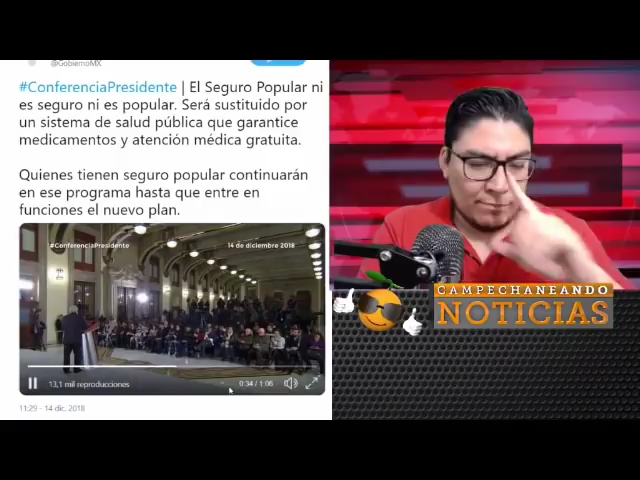 @GobiernoMX
#ConferenciaPresidente | El Seguro Popular ni
es seguro ni es popular. Será sustituido por
un sistema de salud pública que garantice
medicamentos y atención médica gratuita.
Quienes tienen seguro popular continuarán
en ese programa hasta que entre en
funciones el nuevo plan.
#ConferenciaPresidente
14 de diciembre 2018
13,1 mil reproducciones
0:34 / 1:06
11:29 - 14 dic. 2018
CAMPECHANEANDO
NOTICIAS